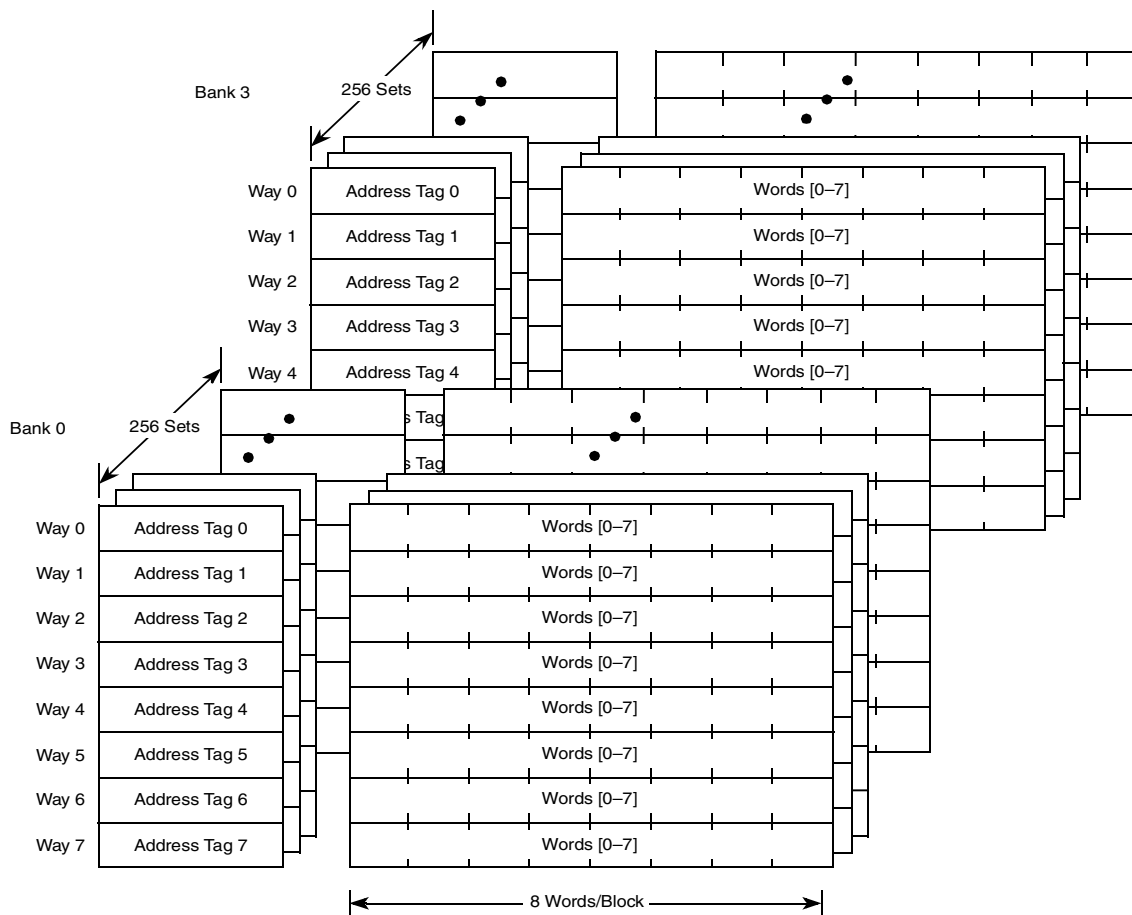 Bank 3
256 Sets
Way 0 Address Tag 0 Words [0–7]
Way 1 Address Tag 1 Words [0–7]
Way 2 Address Tag 2 Words [0–7]
Way 3 Address Tag 3 Words [0–7]
Way 4 Address Tag 4 Words [0–7]
Bank 0
256 Sets
s Tag
s Tag
Way 0 Address Tag 0 Words [0–7]
Way 1 Address Tag 1 Words [0–7]
Way 2 Address Tag 2 Words [0–7]
Way 3 Address Tag 3 Words [0–7]
Way 4 Address Tag 4 Words [0–7]
Way 5 Address Tag 5 Words [0–7]
Way 6 Address Tag 6 Words [0–7]
Way 7 Address Tag 7 Words [0–7]
8 Words/Block